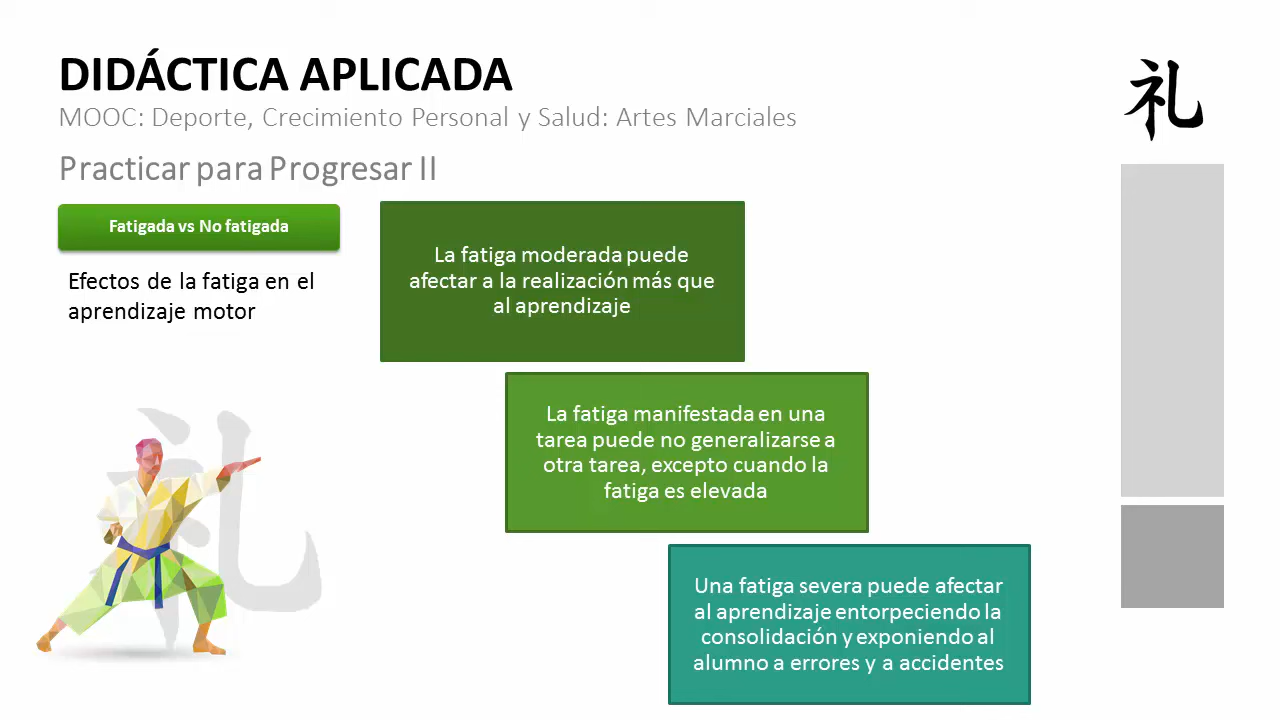 DIDÁCTICA APLICADA
MOOC: Deporte, Crecimiento Personal y Salud: Artes Marciales
礼
Practicar para Progresar II
Fatigada vs No fatigada
Efectos de la fatiga en el
aprendizaje motor
La fatiga moderada puede
afectar a la realización más que
al aprendizaje
La fatiga manifestada en una
tarea puede no generalizarse a
otra tarea, excepto cuando la
fatiga es elevada
礼
Una fatiga severa puede afectar
al aprendizaje entorpeciendo la
consolidación y exponiendo al
alumno a errores y a accidentes